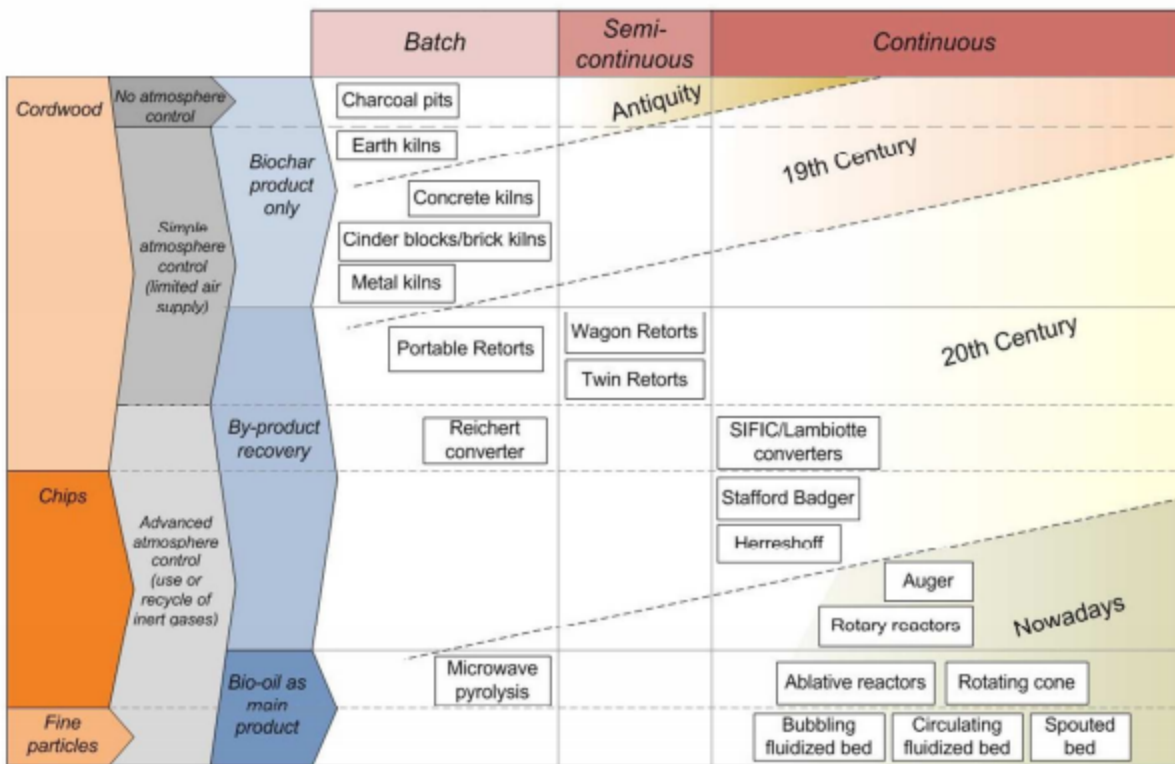 Batch
Semi-
continuous
Continuous
Cordwood
No atmosphere
control
Charcoal pits
Antiquity
Earth kilns
Biochar
product
only
19th Century
Concrete kilns
Simple
atmosphere
control
(limited air
supply)
Cinder blocks/brick kilns
Metal kilns
Portable Retorts
Wagon Retorts
Twin Retorts
20th Century
By-product
recovery
Reichert
converter
SIFIC/Lambiotte
converters
Chips
Stafford Badger
Herreshoff
Advanced
atmosphere
control
(use or
recycle of
inert gases)
Auger
Rotary reactors
Nowadays
Microwave
pyrolysis
Bio-oil as
main
product
Ablative reactors
Rotating cone
Fine
particles
Bubbling
fluidized bed
Circulating
fluidized bed
Spouted
bed